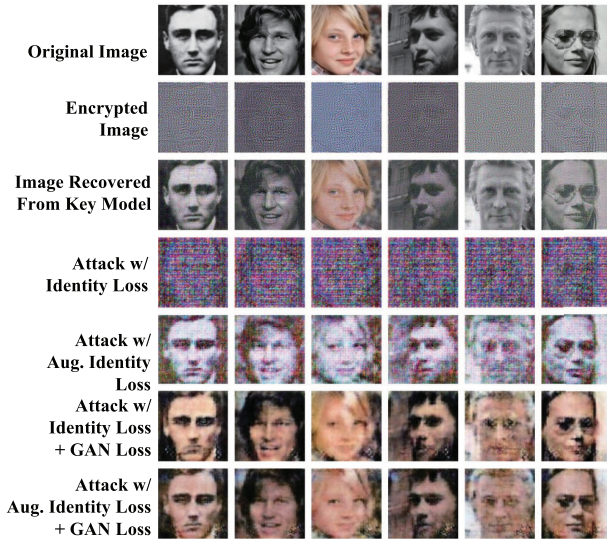 Original Image
Encrypted
Image
Image Recovered
From Key Model
Attack w/
Identity Loss
Attack w/
Aug. Identity
Loss
Attack w/
Identity Loss
+ GAN Loss
Attack w/
Aug. Identity Loss
+ GAN Loss